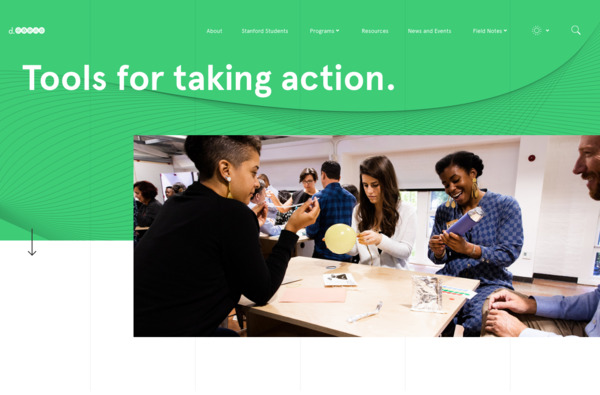 d.school
About
Stanford Students
Programs
Resources
News and Events
Field Notes
Tools for taking action.